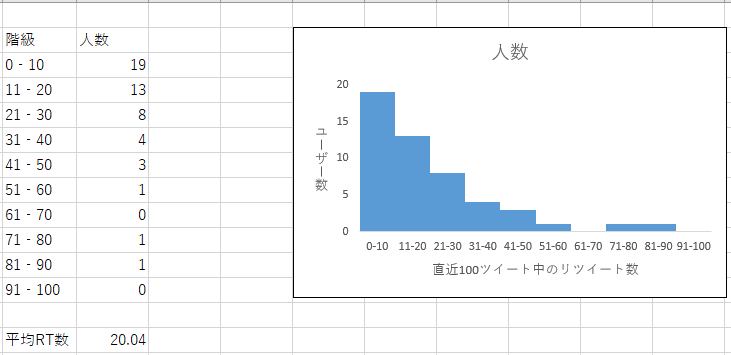 階級 人数
0 - 10 19
11 - 20 13
21 - 30 8
31 - 40 4
41 - 50 3
51 - 60 1
61 - 70 0
71 - 80 1
81 - 90 1
91 - 100 0
平均RT数 20.04
人数
ユーザー数
20
15
10
5
0
0-10 11-20 21-30 31-40 41-50 51-60 61-70 71-80 81-90 91-100
直近100ツイート中のリツイート数